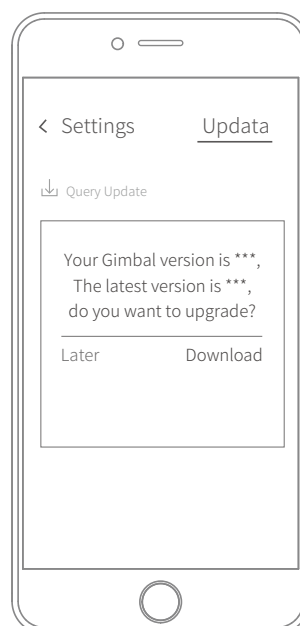 < Settings Updata
Query Update
Your Gimbal version is ***,
The latest version is ***,
do you want to upgrade?
Later Download